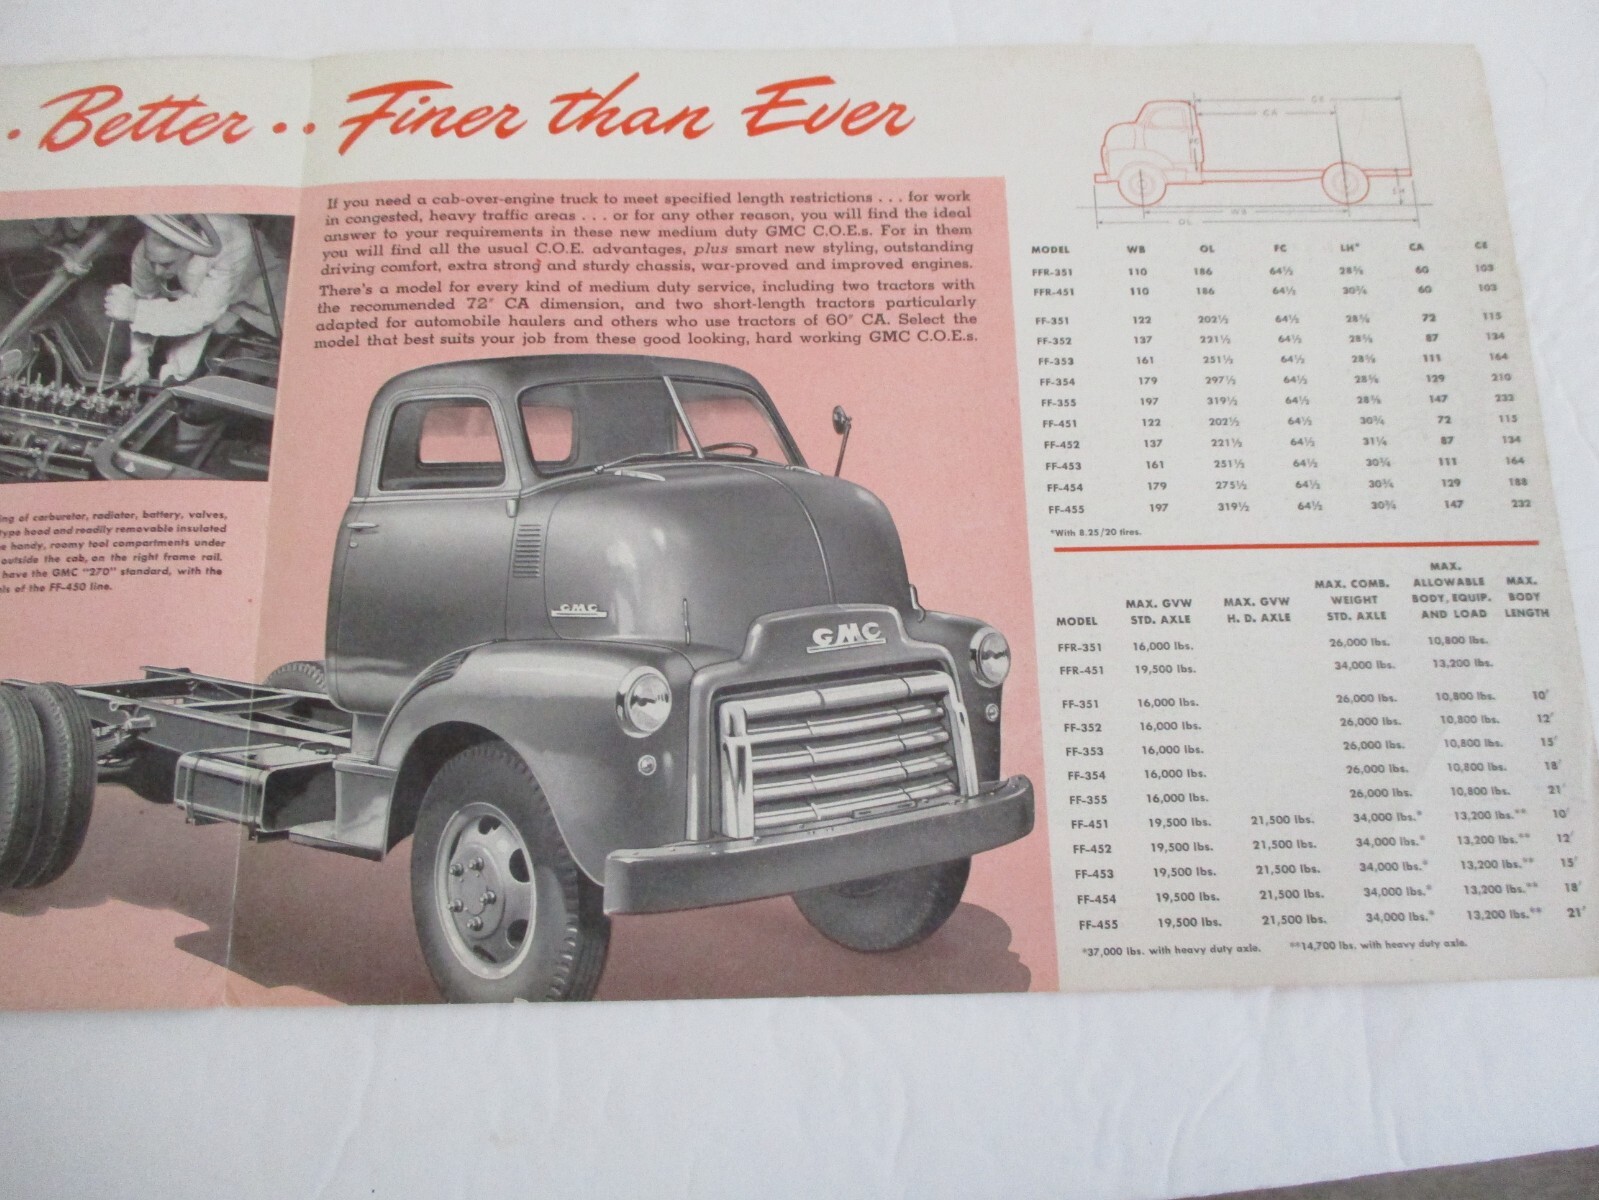 . Better .. Finer than Ever
If you need a cab-over-engine truck to meet specified length restrictions . . . for work
in congested, heavy traffic areas . . . or for any other reason, you will find the ideal
answer to your requirements in these new medium duty GMC C.O.E.s. For in them
you will find all the usual C.O.E. advantages, plus smart new styling, outstanding
driving comfort, extra strong and sturdy chassis, war-proved and improved engines.
There's a model for every kind of medium duty service, including two tractors with
the recommended 72" CA dimension, and two short-length tractors particularly
adapted for automobile haulers and others who use tractors of 60" CA. Select the
model that best suits your job from these good looking, hard working GMC C.O.E.s.
ing of carburetor, radiator, battery, valves,
type hood and readily removable insulated
e handy, roomy tool compartments under
outside the cab, on the right frame rail.
have the GMC "270" standard, with the
ls of the FF-450 line.
GMC
GMC
CA
FC
WB
OL
MODEL WB OL FC LH* CA CE
FFR-351 110 186 64½ 28⅝ 60 103
FFR-451 110 186 64½ 30¾ 60 103
FF-351 122 202½ 64½ 28⅝ 72 115
FF-352 137 221½ 64½ 28⅝ 87 134
FF-353 161 251½ 64½ 28⅝ 111 164
FF-354 179 297½ 64½ 28⅝ 129 210
FF-355 197 319½ 64½ 28⅝ 147 232
FF-451 122 202½ 64½ 30¾ 72 115
FF-452 137 221½ 64½ 31¼ 87 134
FF-453 161 251½ 64½ 30¾ 111 164
FF-454 179 275½ 64½ 30¾ 129 188
FF-455 197 319½ 64½ 30¾ 147 232
*With 8.25/20 tires.
MODEL MAX. GVW STD. AXLE MAX. GVW H. D. AXLE MAX. COMB. WEIGHT STD. AXLE MAX. ALLOWABLE BODY, EQUIP. AND LOAD MAX. BODY LENGTH
FFR-351 16,000 lbs. 26,000 lbs. 10,800 lbs.
FFR-451 19,500 lbs. 34,000 lbs. 13,200 lbs.
FF-351 16,000 lbs. 26,000 lbs. 10,800 lbs. 10'
FF-352 16,000 lbs. 26,000 lbs. 10,800 lbs. 12'
FF-353 16,000 lbs. 26,000 lbs. 10,800 lbs. 15'
FF-354 16,000 lbs. 26,000 lbs. 10,800 lbs. 18'
FF-355 16,000 lbs. 26,000 lbs. 10,800 lbs. 21'
FF-451 19,500 lbs. 21,500 lbs. 34,000 lbs.* 13,200 lbs.** 10'
FF-452 19,500 lbs. 21,500 lbs. 34,000 lbs.* 13,200 lbs.** 12'
FF-453 19,500 lbs. 21,500 lbs. 34,000 lbs.* 13,200 lbs.** 15'
FF-454 19,500 lbs. 21,500 lbs. 34,000 lbs.* 13,200 lbs.** 18'
FF-455 19,500 lbs. 21,500 lbs. 34,000 lbs.* 13,200 lbs.** 21'
*37,000 lbs. with heavy duty axle. **14,700 lbs. with heavy duty axle.